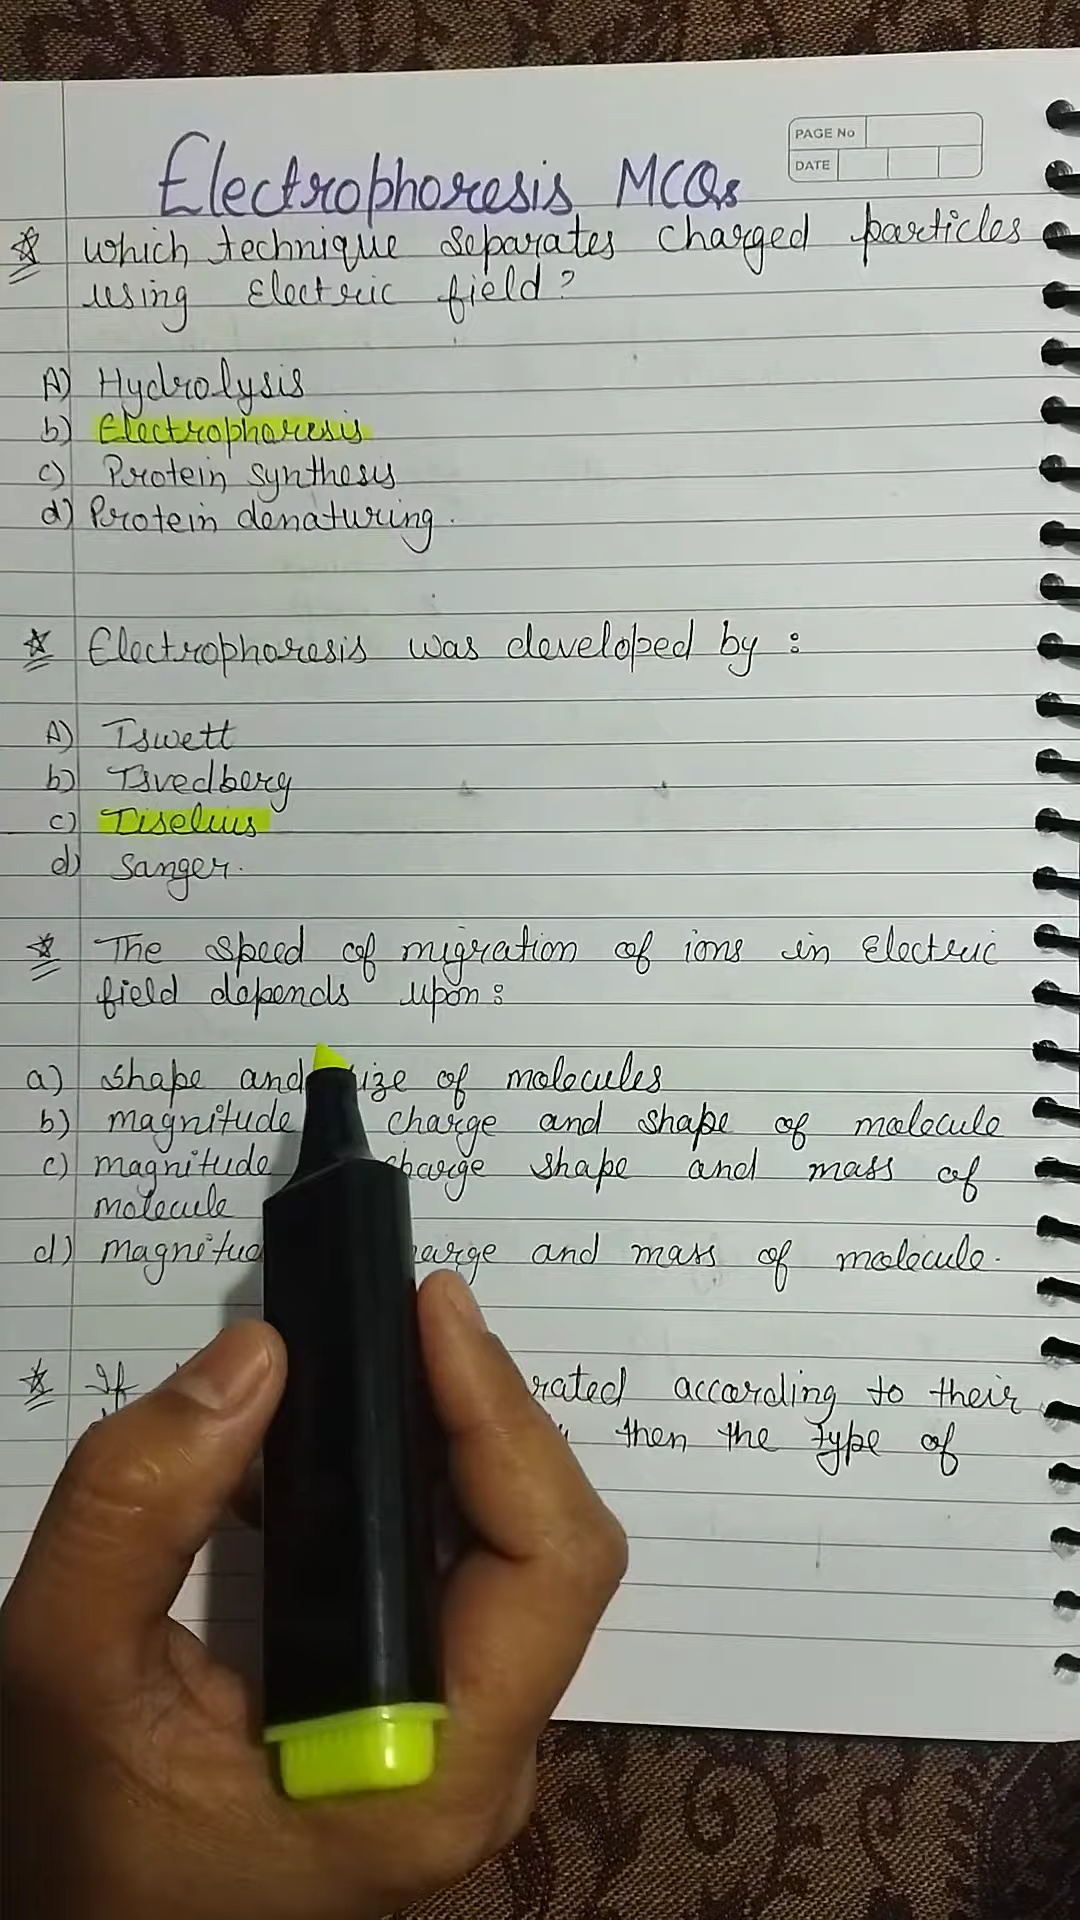 PAGE No
DATE
Electrophoresis MCQs
which technique separates charged particles
using Electric field?
A) Hydrolysis
b) Electrophoresis
c) Protein synthesis
d) Protein denaturing.
Electrophoresis was developed by :
A) Tswett
b) Tsvedberg
c) Tiselius
d) Sanger.
The speed of migration of ions in Electric
field depends upon:
a) shape and size of molecules
b) magnitude charge and shape of molecule
c) magnitude charge shape and mass of
molecule
d) and mass of molecule.
If according to their
then the type of